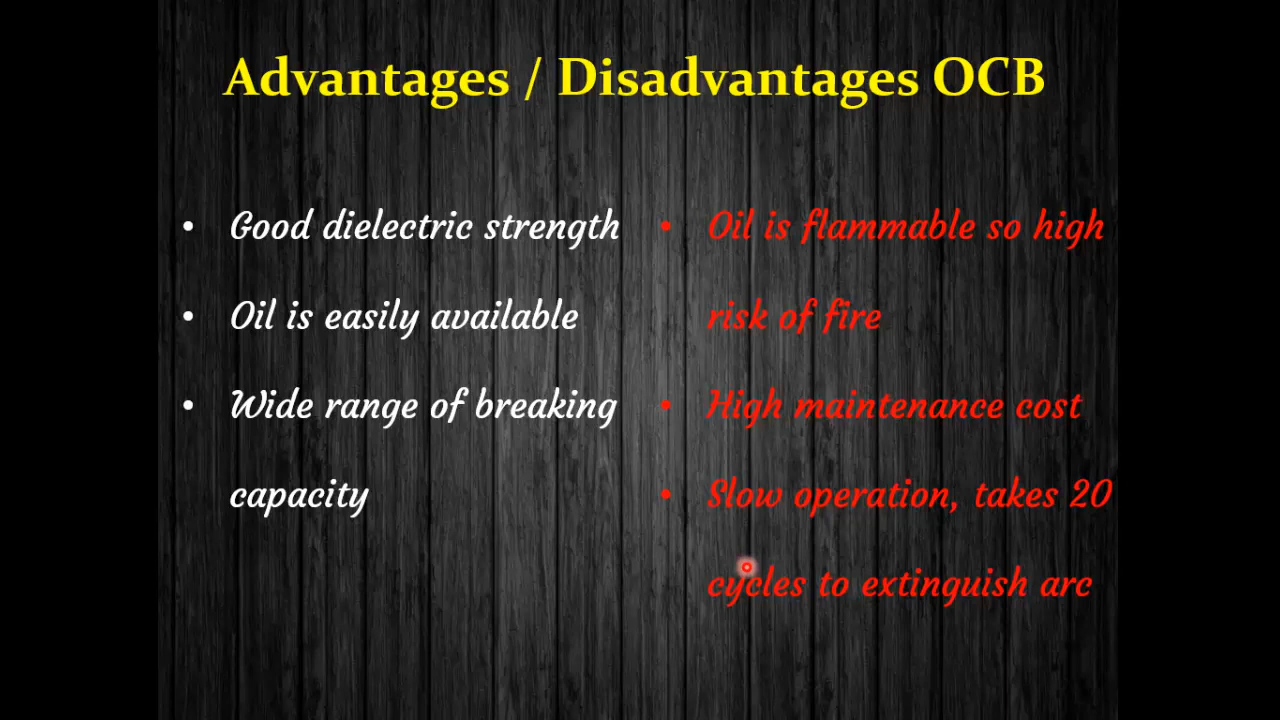 Advantages / Disadvantages OCB
• Good dielectric strength
• Oil is easily available
• Wide range of breaking
capacity
• Oil is flammable so high
risk of fire
• High maintenance cost
• Slow operation, takes 20
cycles to extinguish arc